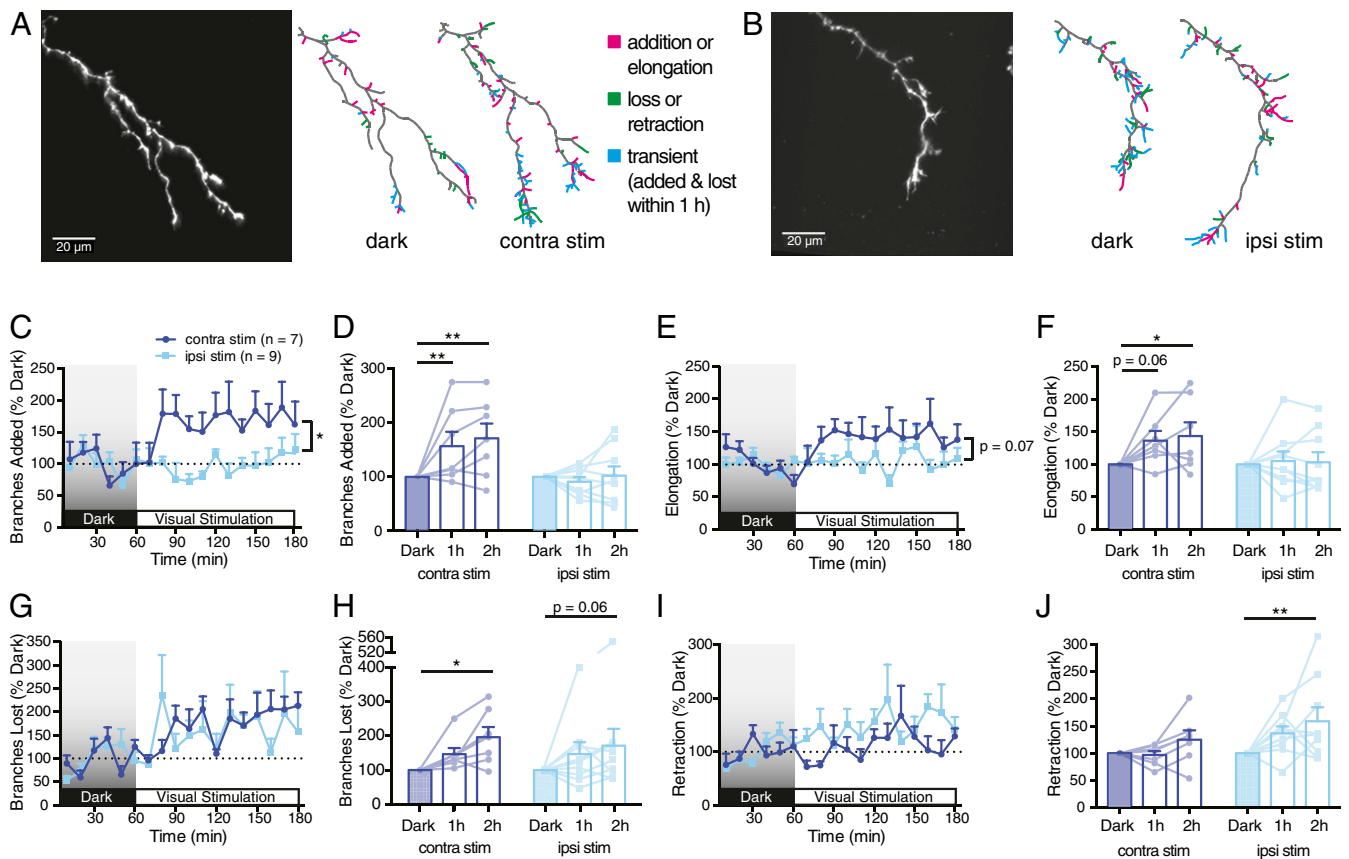 A
B
addition or
elongation
loss or
retraction
transient
(added & lost
within 1 h)
20 µm
dark
contra stim
20 µm
dark
ipsi stim
C
contra stim (n = 7)
ipsi stim (n = 9)
Branches Added (% Dark)
250
200
150
100
50
0
*
Dark
Visual Stimulation
30 60 90 120 150 180
Time (min)
D
Branches Added (% Dark)
300
200
100
0
**
**
Dark 1h 2h Dark 1h 2h
contra stim
ipsi stim
E
Elongation (% Dark)
250
200
150
100
50
0
p = 0.07
Dark
Visual Stimulation
30 60 90 120 150 180
Time (min)
F
Eongation (% Dark)
250
200
150
100
50
0
*
p = 0.06
Dark 1h 2h Dark 1h 2h
contra stim
ipsi stim
G
Branches Lost (% Dark)
350
300
250
200
150
100
50
0
Dark
Visual Stimulation
30 60 90 120 150 180
Time (min)
H
Branches Lost (% Dark)
560
520
400
300
200
100
0
*
p = 0.06
Dark 1h 2h Dark 1h 2h
contra stim
ipsi stim
I
Retraction (% Dark)
300
200
100
0
Dark
Visual Stimulation
30 60 90 120 150 180
Time (min)
J
Retraction (% Dark)
300
250
200
150
100
50
0
**
Dark 1h 2h Dark 1h 2h
contra stim
ipsi stim